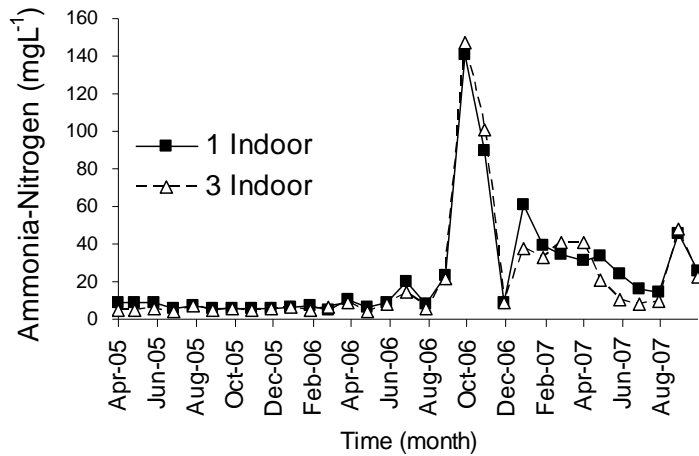 Ammonia-Nitrogen (mgL-1)
160
140
120
100
80
60
40
20
0
1 Indoor
3 Indoor
Apr-05
Jun-05
Aug-05
Oct-05
Dec-05
Feb-06
Apr-06
Jun-06
Aug-06
Oct-06
Dec-06
Feb-07
Apr-07
Jun-07
Aug-07
Time (month)